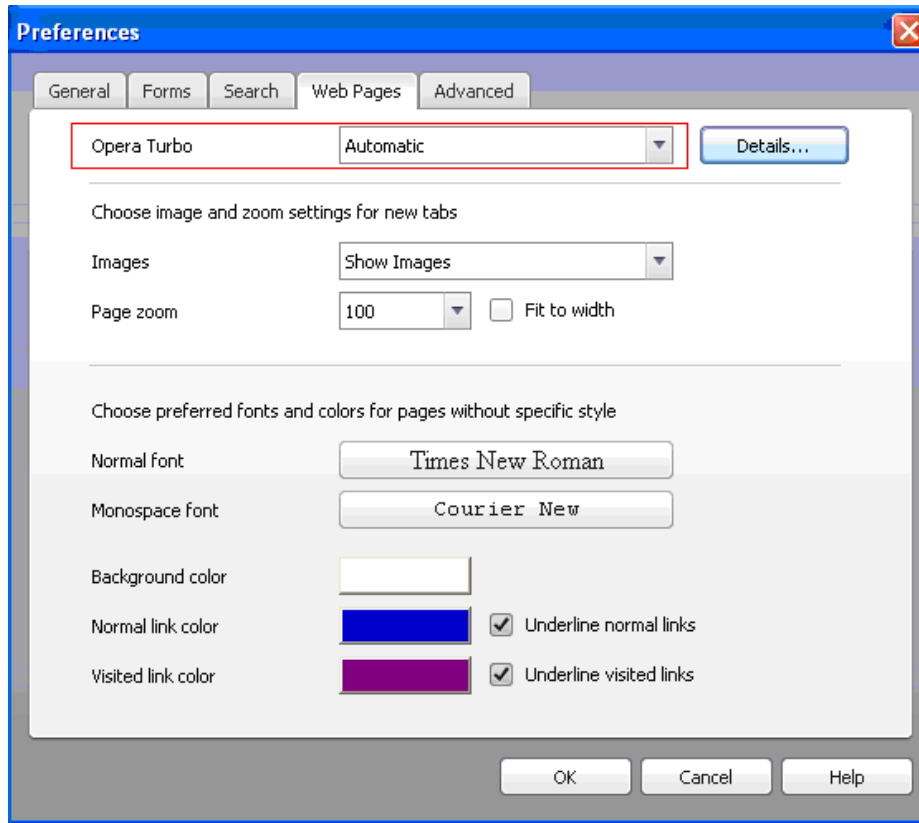 Preferences
General Forms Search Web Pages Advanced
Opera Turbo Automatic Details...
Choose image and zoom settings for new tabs
Images Show Images
Page zoom 100 Fit to width
Choose preferred fonts and colors for pages without specific style
Normal font Times New Roman
Monospace font Courier New
Background color
Normal link color Underline normal links
Visited link color Underline visited links
OK Cancel Help